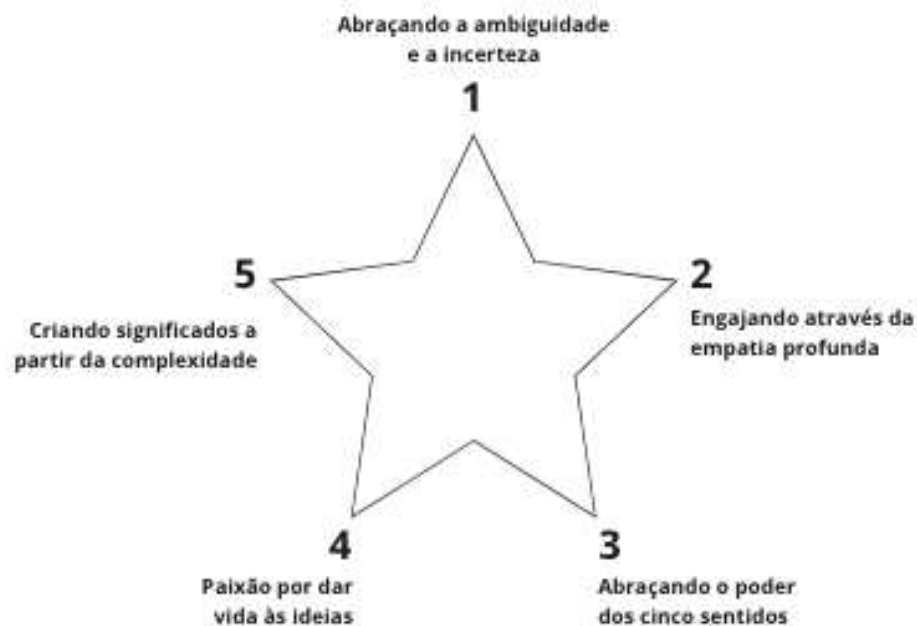 Abraçando a ambiguidade
e a incerteza
1
2
Engajando através da
empatia profunda
3
Abraçando o poder
dos cinco sentidos
4
Paixão por dar
vida às ideias
5
Criando significados a
partir da complexidade